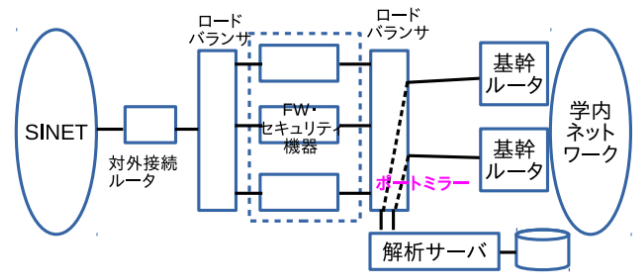 ロード
バランサ
ロード
バランサ
SINET
対外接続
ルータ
FW・
セキュリティ
機器
基幹
ルータ
基幹
ルータ
学内
ネット
ワーク
ポートミラー
解析サーバ